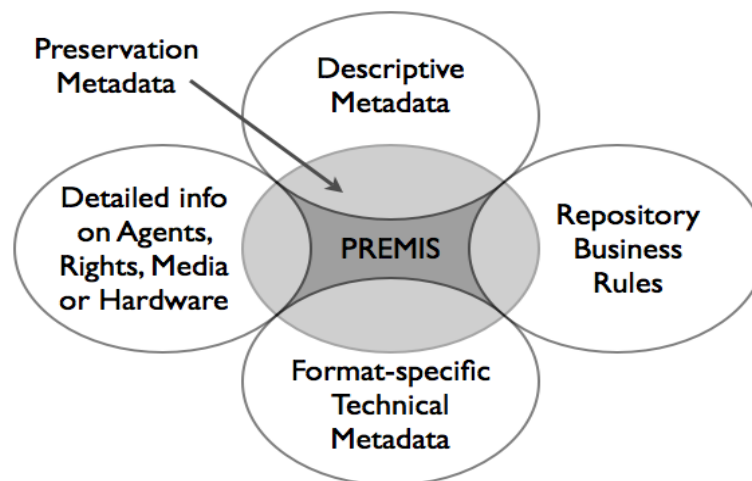 Preservation
Metadata
Descriptive
Metadata
Detailed info
on Agents,
Rights, Media
or Hardware
PREMIS
Repository
Business
Rules
Format-specific
Technical
Metadata